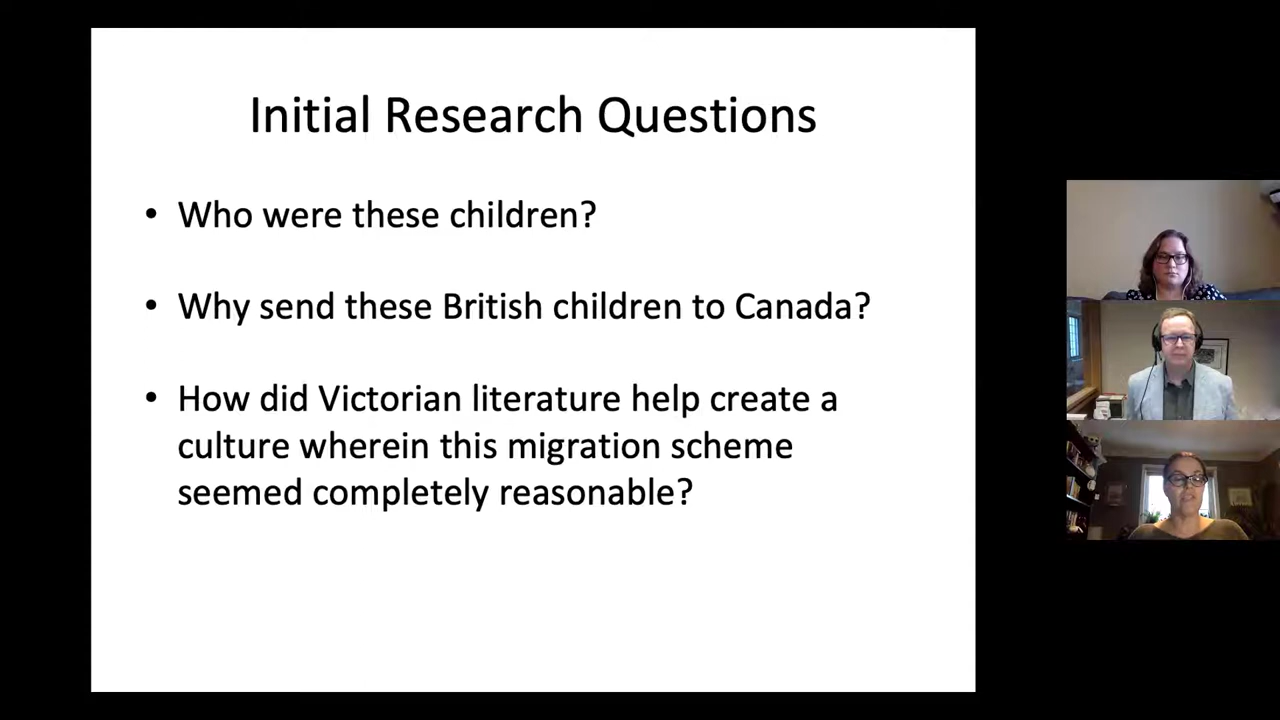 Initial Research Questions
• Who were these children?
• Why send these British children to Canada?
• How did Victorian literature help create a
culture wherein this migration scheme
seemed completely reasonable?